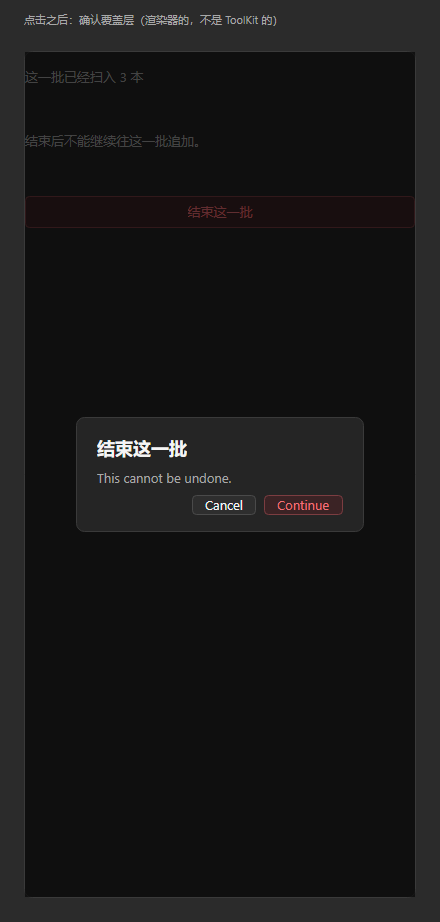 点击之后：确认要盖层（渲染器的，不是 ToolKit 的）
这一批已经扫入 3 本
结束后不能继续往这一批追加。
结束这一批
结束这一批
This cannot be undone.
Cancel
Continue